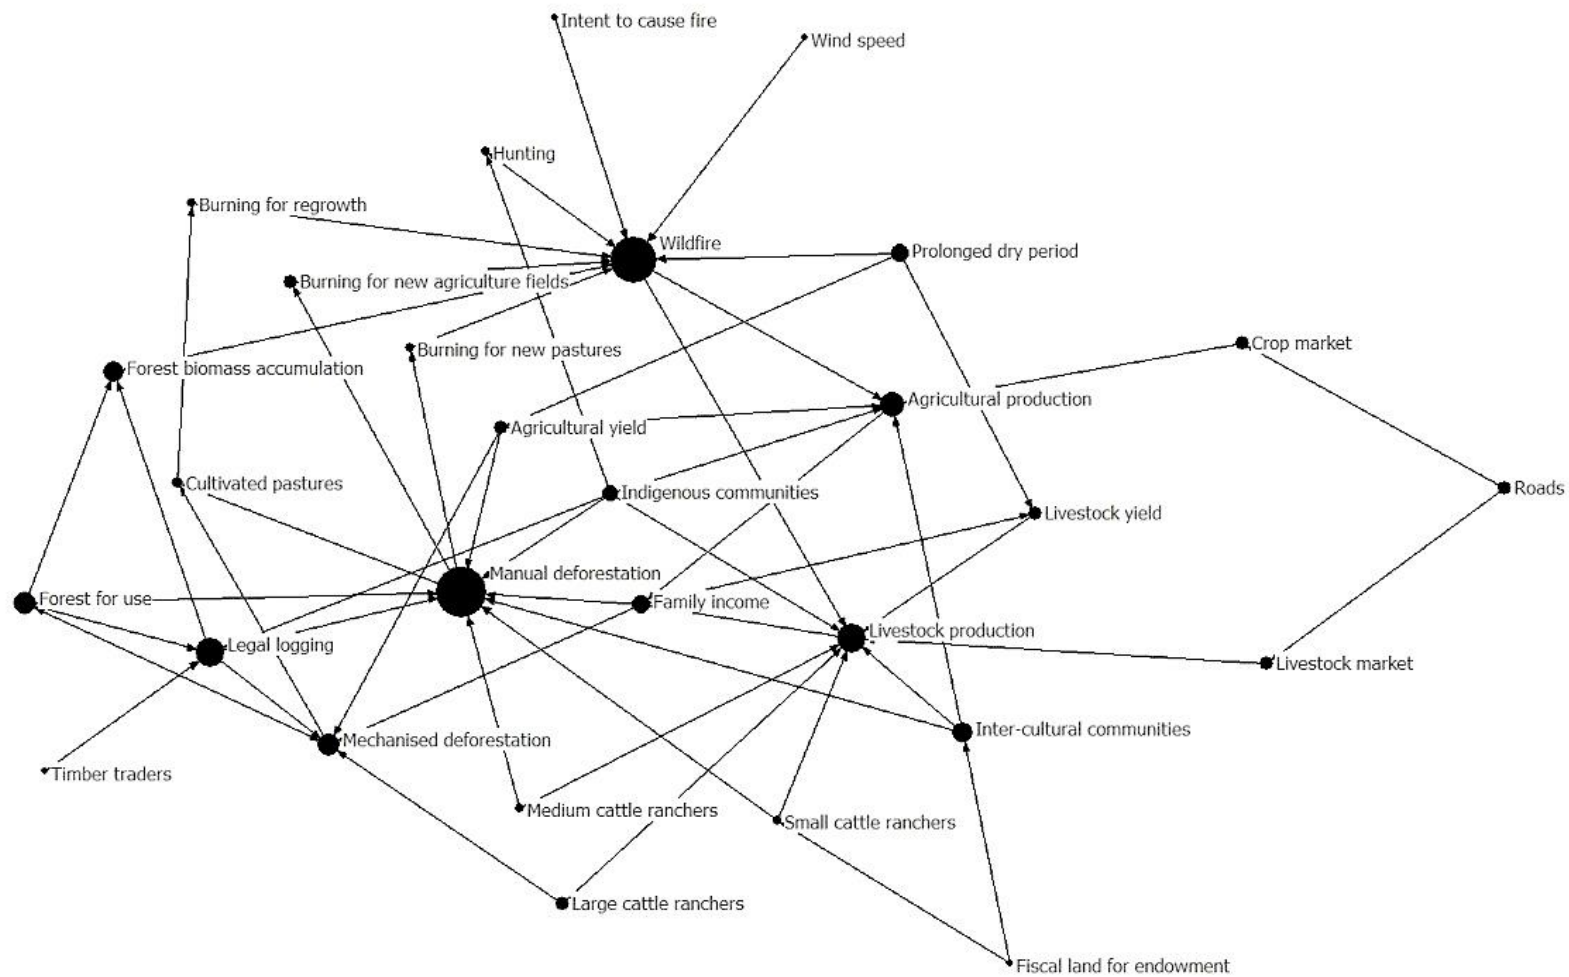 Intent to cause fire
Wind speed
Hunting
Burning for regrowth
Wildfire
Prolonged dry period
Burning for new agriculture fields
Crop market
Burning for new pastures
Forest biomass accumulation
Agricultural production
Agricultural yield
Cultivated pastures
Indigenous communities
Roads
Livestock yield
Manual deforestation
Forest for use
Family income
Livestock production
Legal logging
Livestock market
Inter-cultural communities
Mechanised deforestation
Timber traders
Medium cattle ranchers
Small cattle ranchers
Large cattle ranchers
Fiscal land for endowment